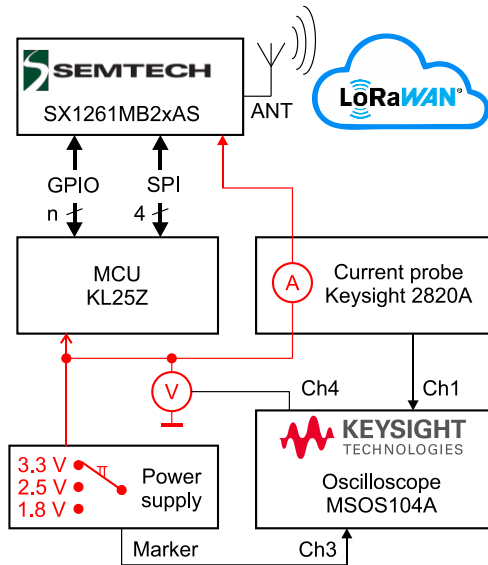 SEMTECH
SX1261MB2xAS
ANT
LoRaWAN®
GPIO
SPI
n
4
MCU
KL25Z
A
Current probe
Keysight 2820A
V
Ch4
Ch1
KEYSIGHT
TECHNOLOGIES
Oscilloscope
MSOS104A
3.3 V
2.5 V
1.8 V
π
Power
supply
Marker
Ch3